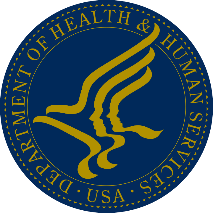 DEPARTMENT OF HEALTH & HUMAN SERVICES
· USA ·